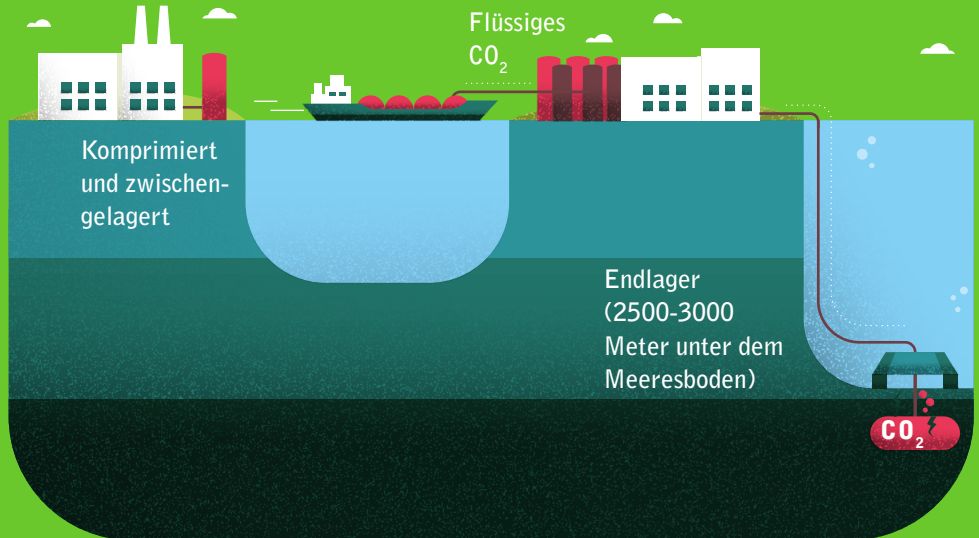 Flüssiges
CO₂
Komprimiert
und zwischen-
gelagert
Endlager
(2500-3000
Meter unter dem
Meeresboden)
CO₂